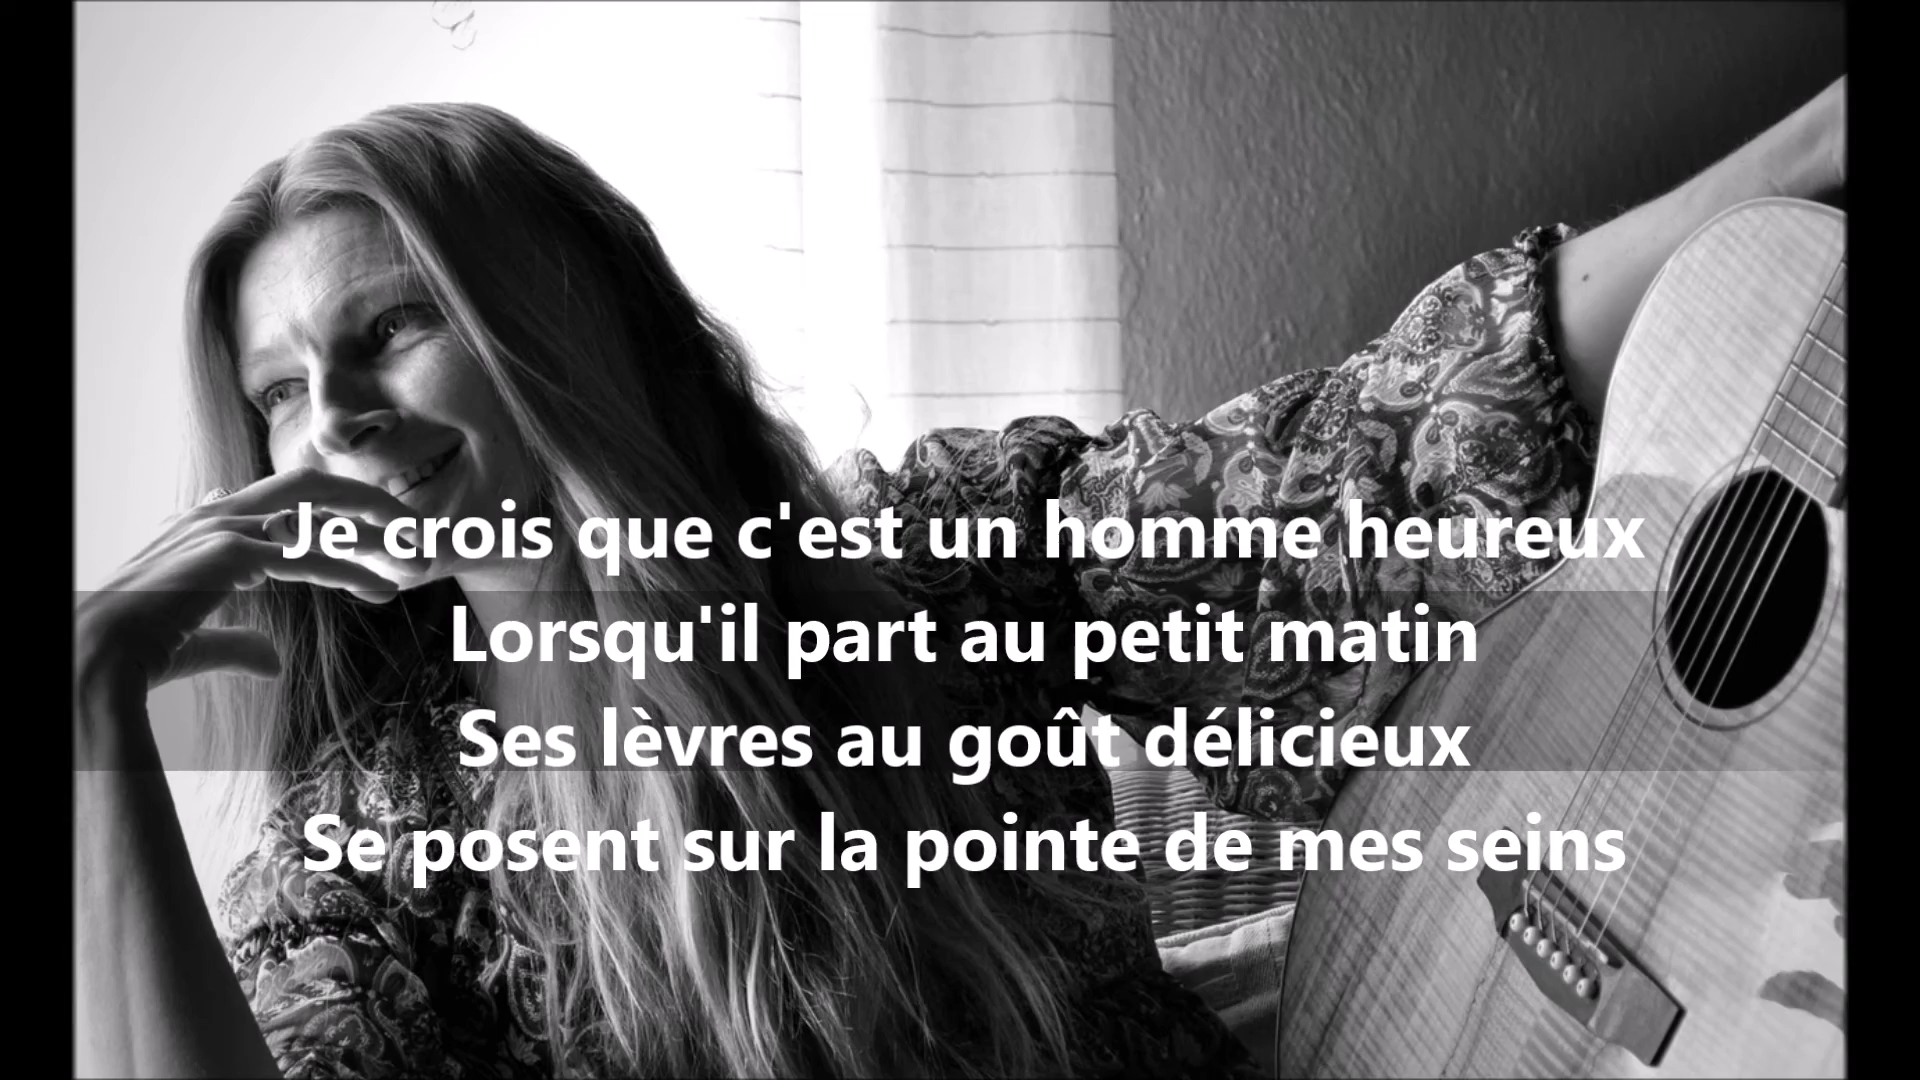 Je crois que c'est un homme heureux
Lorsqu'il part au petit matin
Ses lèvres au goût délicieux
Se posent sur la pointe de mes seins